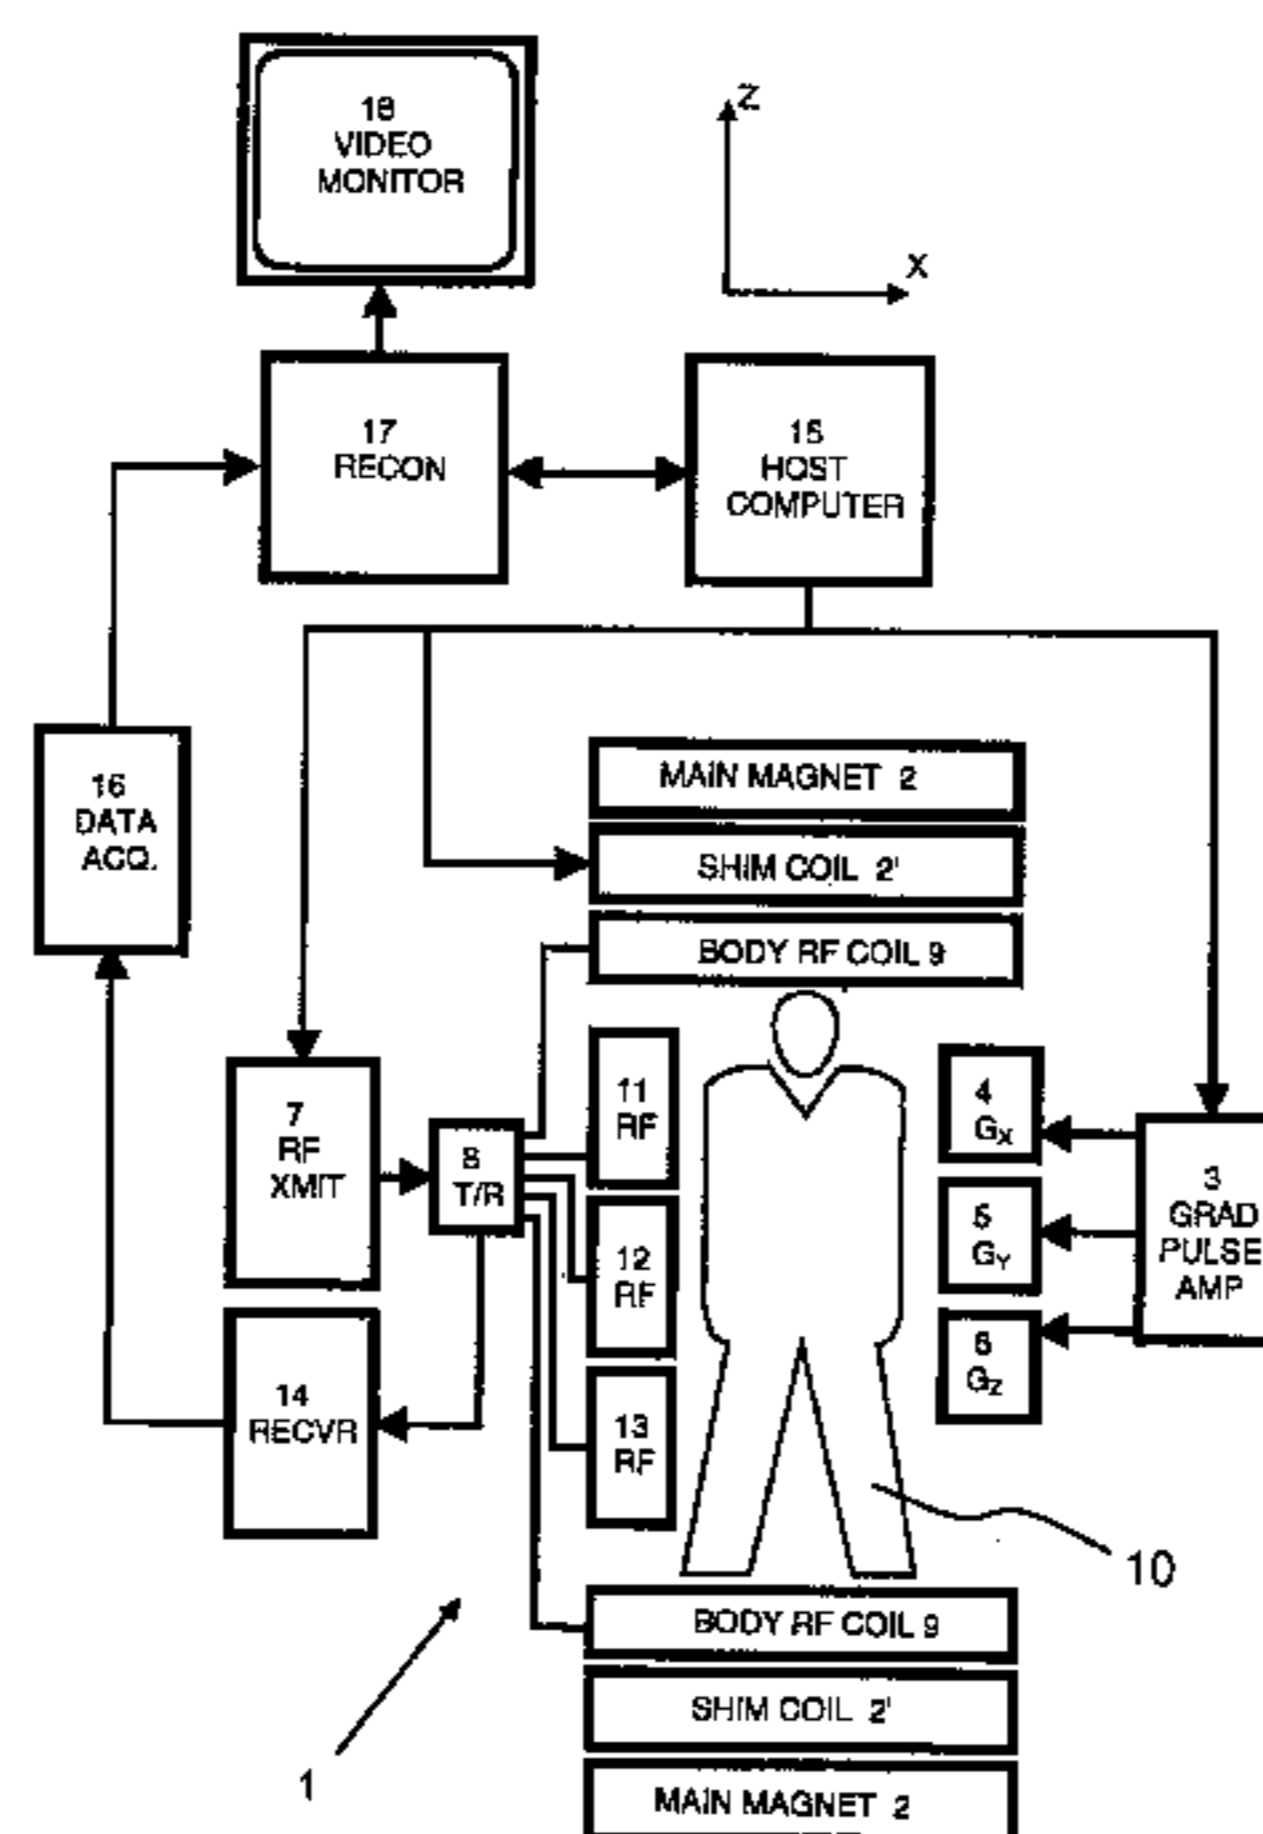 18
VIDEO
MONITOR
Z
X
17
RECON
15
HOST
COMPUTER
16
DATA
ACQ.
MAIN MAGNET 2
SHIM COIL 2'
BODY RF COIL 9
7
RF
XMIT
8
T/R
11
RF
12
RF
13
RF
4
GX
5
GY
6
GZ
3
GRAD
PULSE
AMP
14
RECVR
10
BODY RF COIL 9
SHIM COIL 2'
MAIN MAGNET 2
1